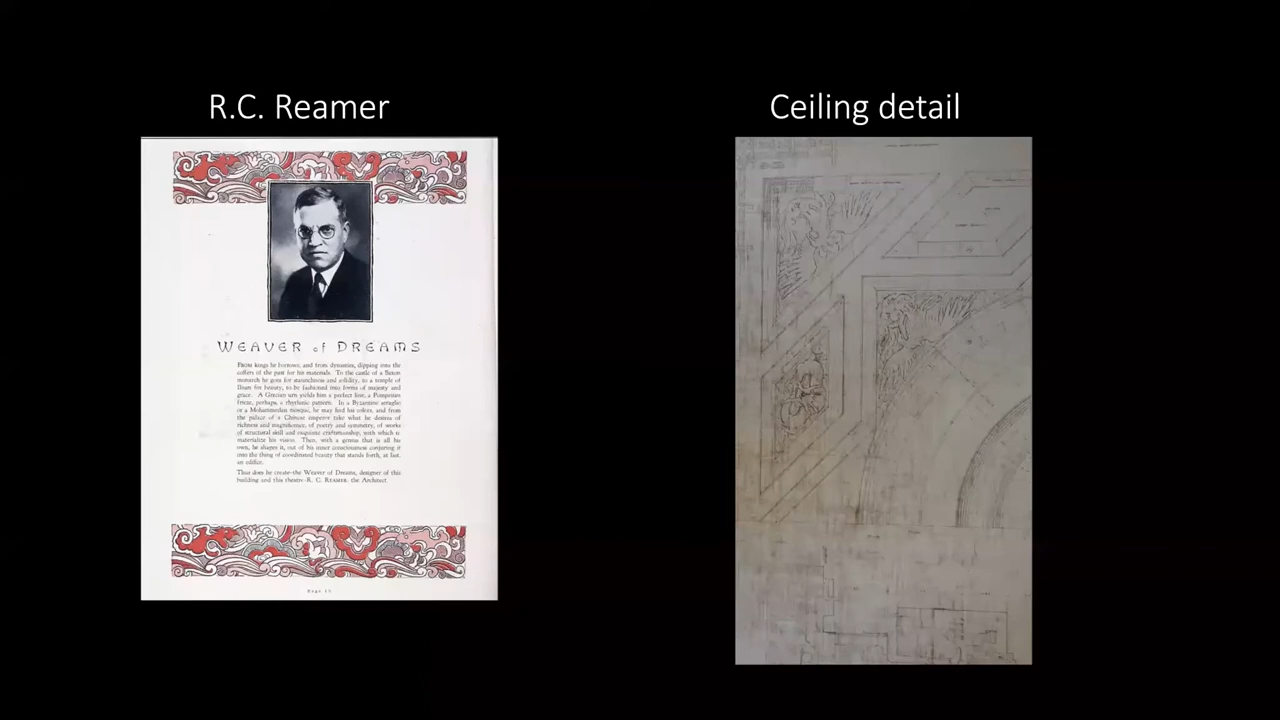 R.C. Reamer
Ceiling detail
WEAVER of DREAMS
FROM kings he borrows, and from dynasties, dipping into the
coffers of the past for his materials. To the castle of a Saxon
monarch he goes for staunchness and solidity, to a temple of
Ilium for beauty, to be fashioned into forms of majesty and
grace. A Grecian urn yields him a perfect line; a Pompeian
frieze, perhaps, a rhythmic pattern. In a Byzantine seraglio
or a Mohammedan mosque, he may find his colors, and from
the palace of a Chinese emperor take what he desires of
richness and magnificence, of poetry and symmetry, of works
of structural skill and exquisite craftsmanship, with which to
materialize his vision. Then, with a genius that is all his
own, he shapes it, out of his inner consciousness conjuring it
into the thing of coordinated beauty that stands forth, at last,
an edifice.
Thus does he create—the Weaver of Dreams, designer of this
building and this theatre—R. C. REAMER, the Architect
Page